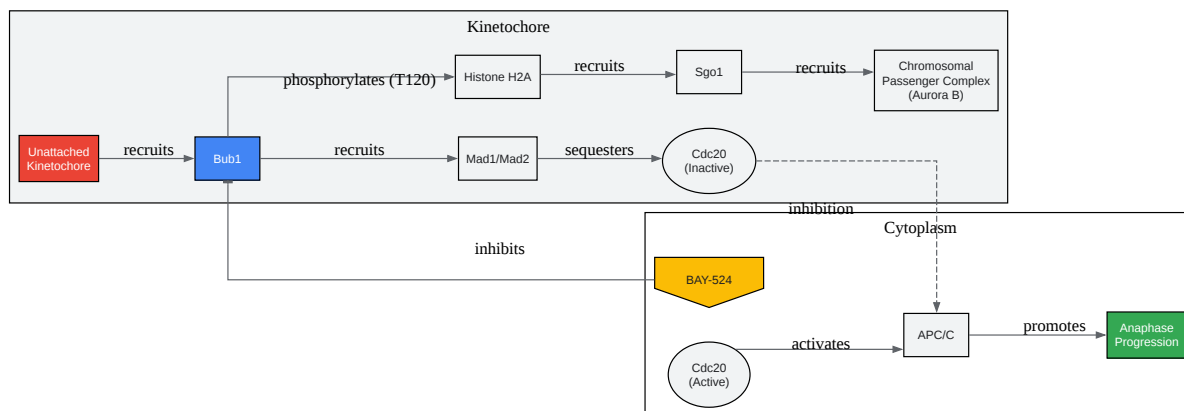 Kinetochore
phosphorylates (T120)
Histone H2A
recruits
Sgo1
recruits
Chromosomal
Passenger Complex
(Aurora B)
Unattached
Kinetochore
recruits
Bub1
recruits
Mad1/Mad2
sequesters
Cdc20
(Inactive)
inhibition
Cytoplasm
inhibits
BAY-524
Cdc20
(Active)
activates
APC/C
promotes
Anaphase
Progression